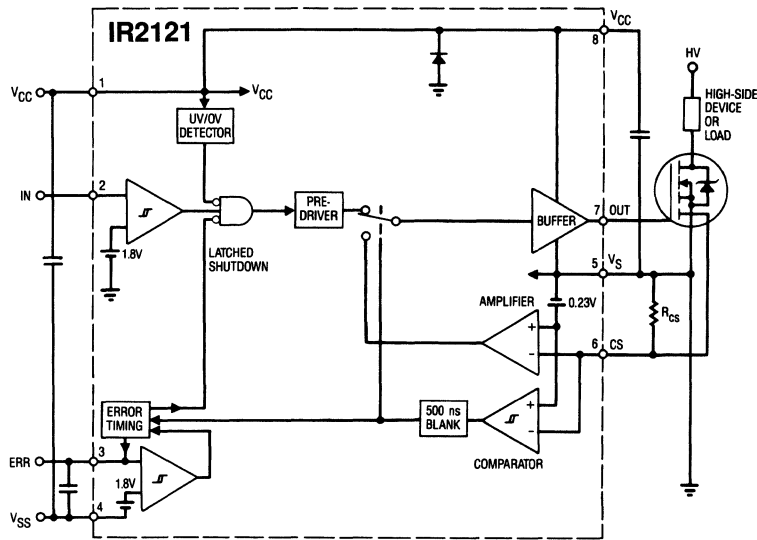 IR2121
VCC
8
HV
1
VCC
VCC
HIGH-SIDE
DEVICE
OR
LOAD
UV/OV
DETECTOR
IN
2
PRE-
DRIVER
BUFFER
7
OUT
1.8V
LATCHED
SHUTDOWN
5
VS
AMPLIFIER
0.23V
+
-
RCS
6
CS
ERROR
TIMING
500 ns
BLANK
+
-
COMPARATOR
ERR
3
1.8V
VSS
4